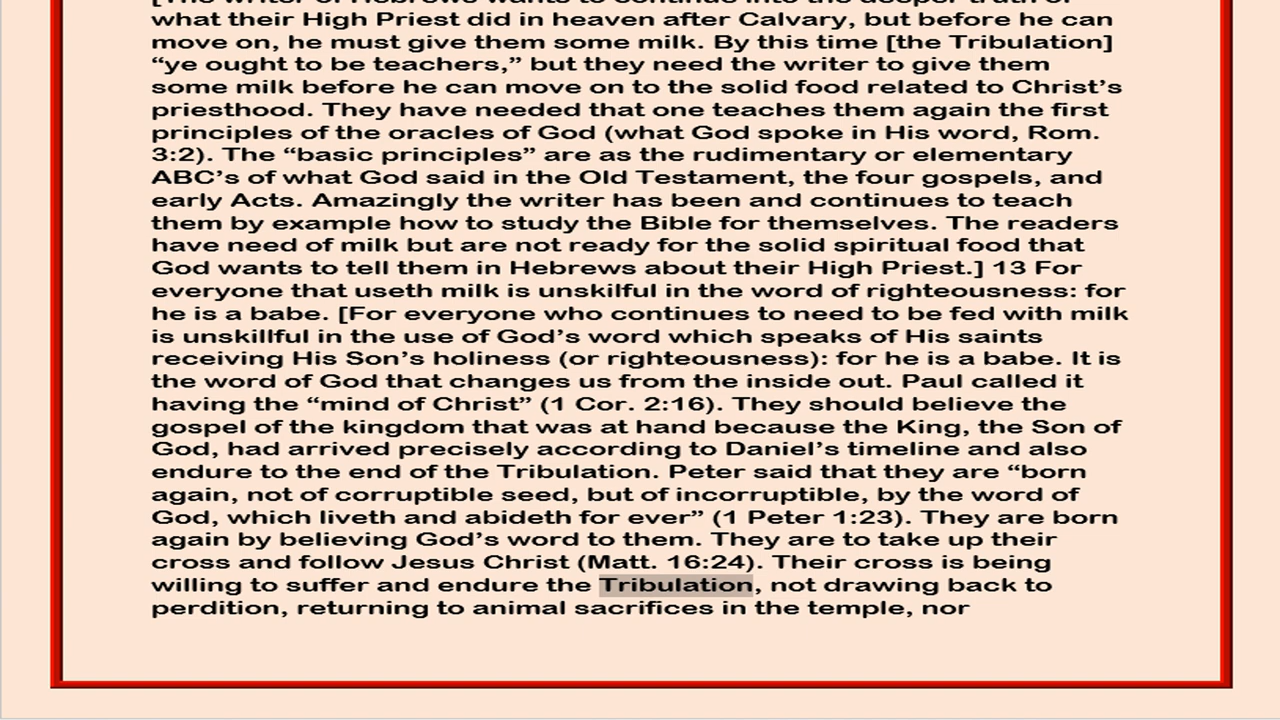 [The writer of Hebrews wants to continue into the deeper truth of
what their High Priest did in heaven after Calvary, but before he can
move on, he must give them some milk. By this time [the Tribulation]
“ye ought to be teachers,” but they need the writer to give them
some milk before he can move on to the solid food related to Christ’s
priesthood. They have needed that one teaches them again the first
principles of the oracles of God (what God spoke in His word, Rom.
3:2). The “basic principles” are as the rudimentary or elementary
ABC’s of what God said in the Old Testament, the four gospels, and
early Acts. Amazingly the writer has been and continues to teach
them by example how to study the Bible for themselves. The readers
have need of milk but are not ready for the solid spiritual food that
God wants to tell them in Hebrews about their High Priest.] 13 For
everyone that useth milk is unskilful in the word of righteousness: for
he is a babe. [For everyone who continues to need to be fed with milk
is unskillful in the use of God’s word which speaks of His saints
receiving His Son’s holiness (or righteousness): for he is a babe. It is
the word of God that changes us from the inside out. Paul called it
having the “mind of Christ” (1 Cor. 2:16). They should believe the
gospel of the kingdom that was at hand because the King, the Son of
God, had arrived precisely according to Daniel’s timeline and also
endure to the end of the Tribulation. Peter said that they are “born
again, not of corruptible seed, but of incorruptible, by the word of
God, which liveth and abideth for ever” (1 Peter 1:23). They are born
again by believing God’s word to them. They are to take up their
cross and follow Jesus Christ (Matt. 16:24). Their cross is being
willing to suffer and endure the Tribulation, not drawing back to
perdition, returning to animal sacrifices in the temple, nor